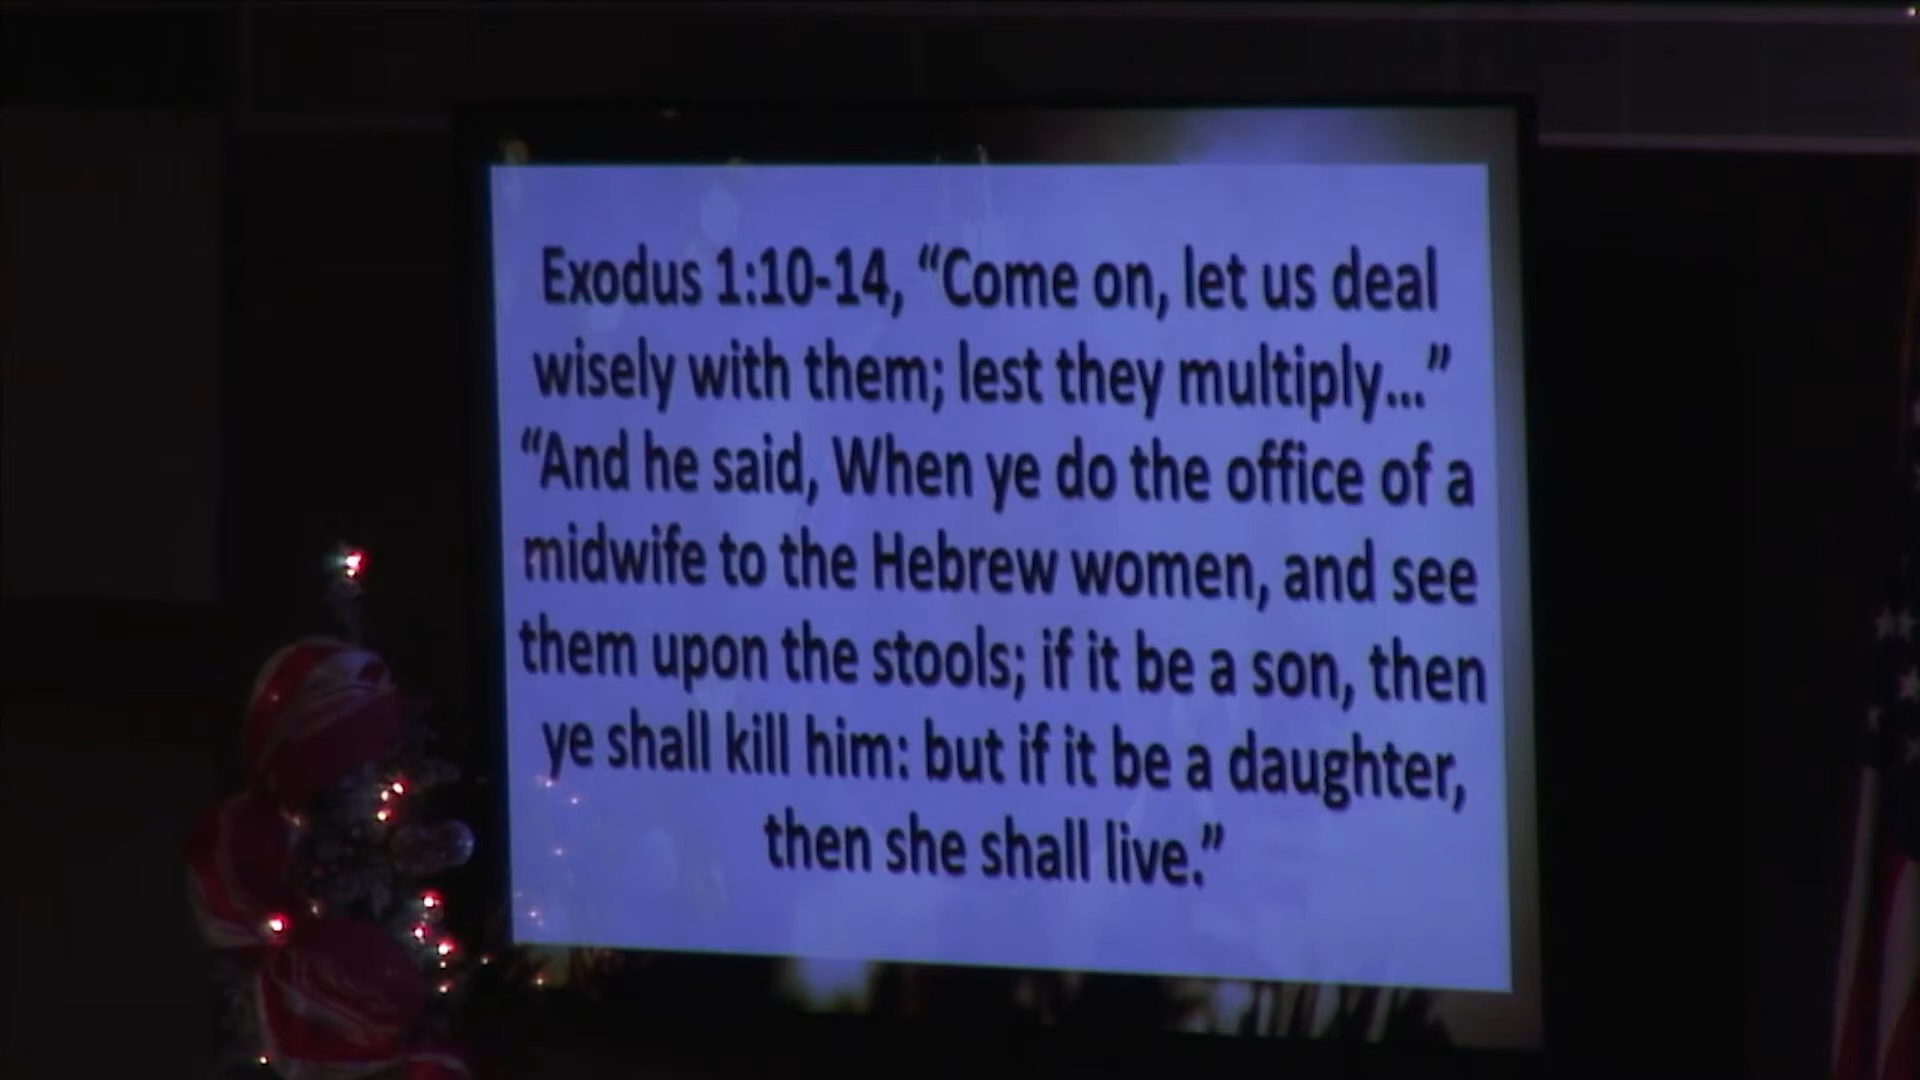 Exodus 1:10-14, “Come on, let us deal
wisely with them; lest they multiply...”
“And he said, When ye do the office of a
midwife to the Hebrew women, and see
them upon the stools; if it be a son, then
ye shall kill him: but if it be a daughter,
then she shall live.”